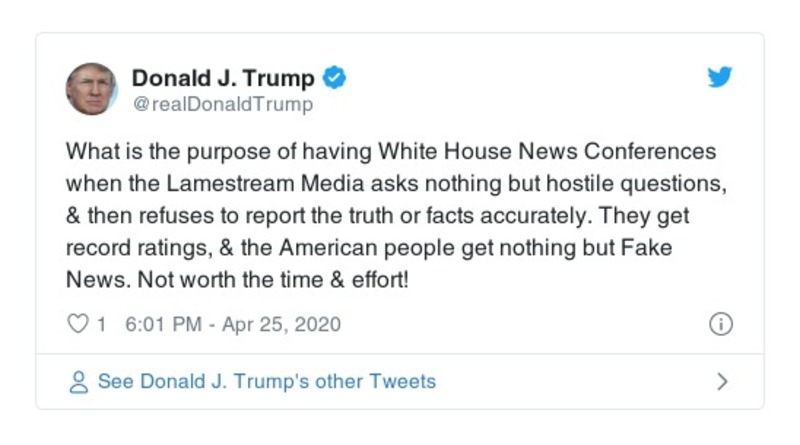 Donald J. Trump
@realDonaldTrump
What is the purpose of having White House News Conferences
when the Lamestream Media asks nothing but hostile questions,
& then refuses to report the truth or facts accurately. They get
record ratings, & the American people get nothing but Fake
News. Not worth the time & effort!
1 6:01 PM - Apr 25, 2020
See Donald J. Trump's other Tweets